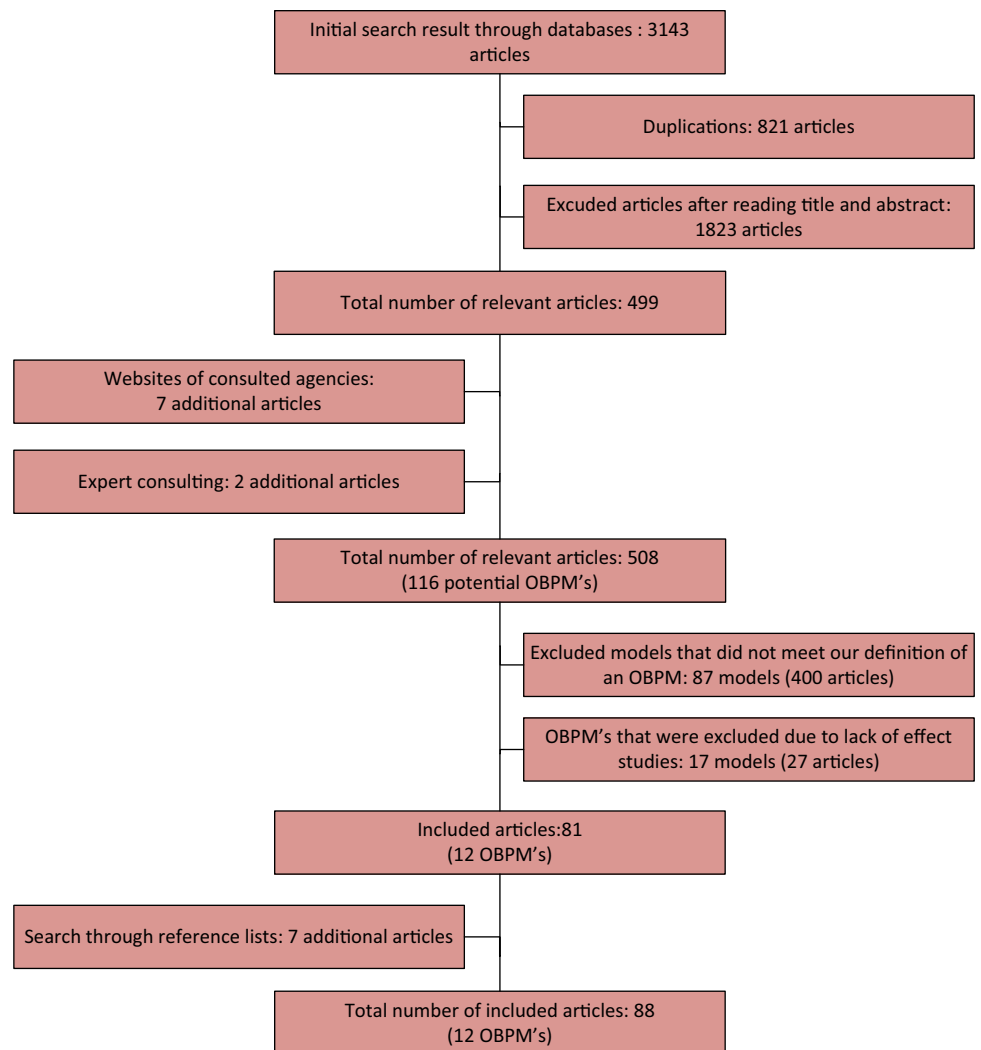 Initial search result through databases : 3143
articles
Duplications: 821 articles
Excuded articles after reading title and abstract:
1823 articles
Total number of relevant articles: 499
Websites of consulted agencies:
7 additional articles
Expert consulting: 2 additional articles
Total number of relevant articles: 508
(116 potential OBPM’s)
Excluded models that did not meet our definition of
an OBPM: 87 models (400 articles)
OBPM’s that were excluded due to lack of effect
studies: 17 models (27 articles)
Included articles:81
(12 OBPM’s)
Search through reference lists: 7 additional articles
Total number of included articles: 88
(12 OBPM’s)